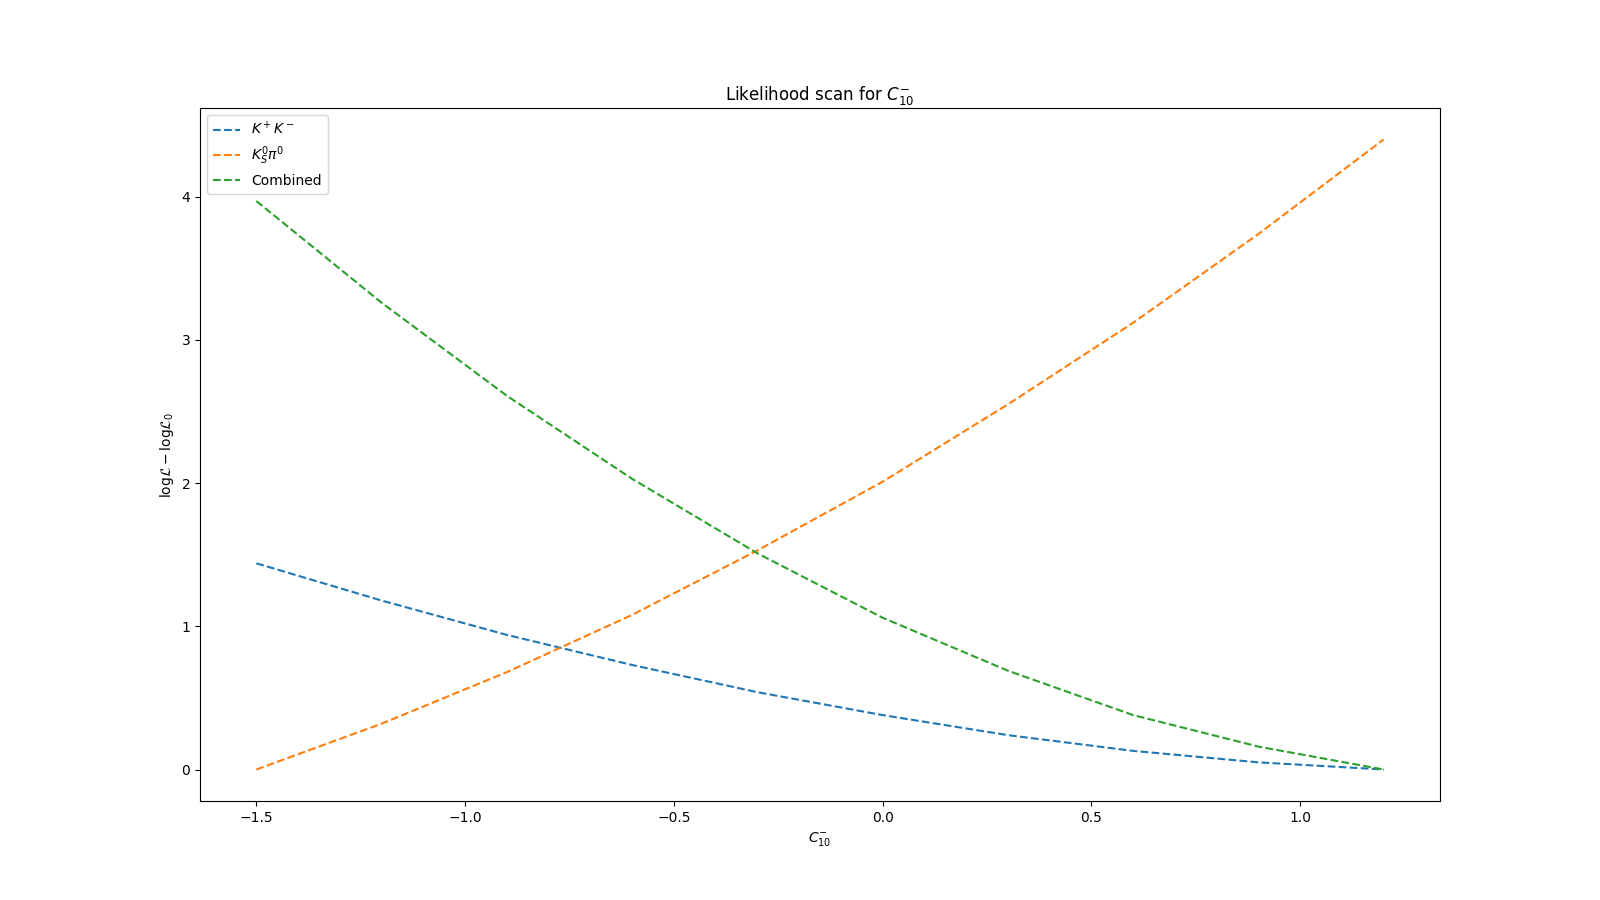 Likelihood scan for $C_{10}^{-}$
$K^+K^-$
$K_S^0\pi^0$
Combined
4
3
2
1
0
$\log\mathcal{L} - \log\mathcal{L}_0$
−1.5 −1.0 −0.5 0.0 0.5 1.0
$C_{10}^{-}$